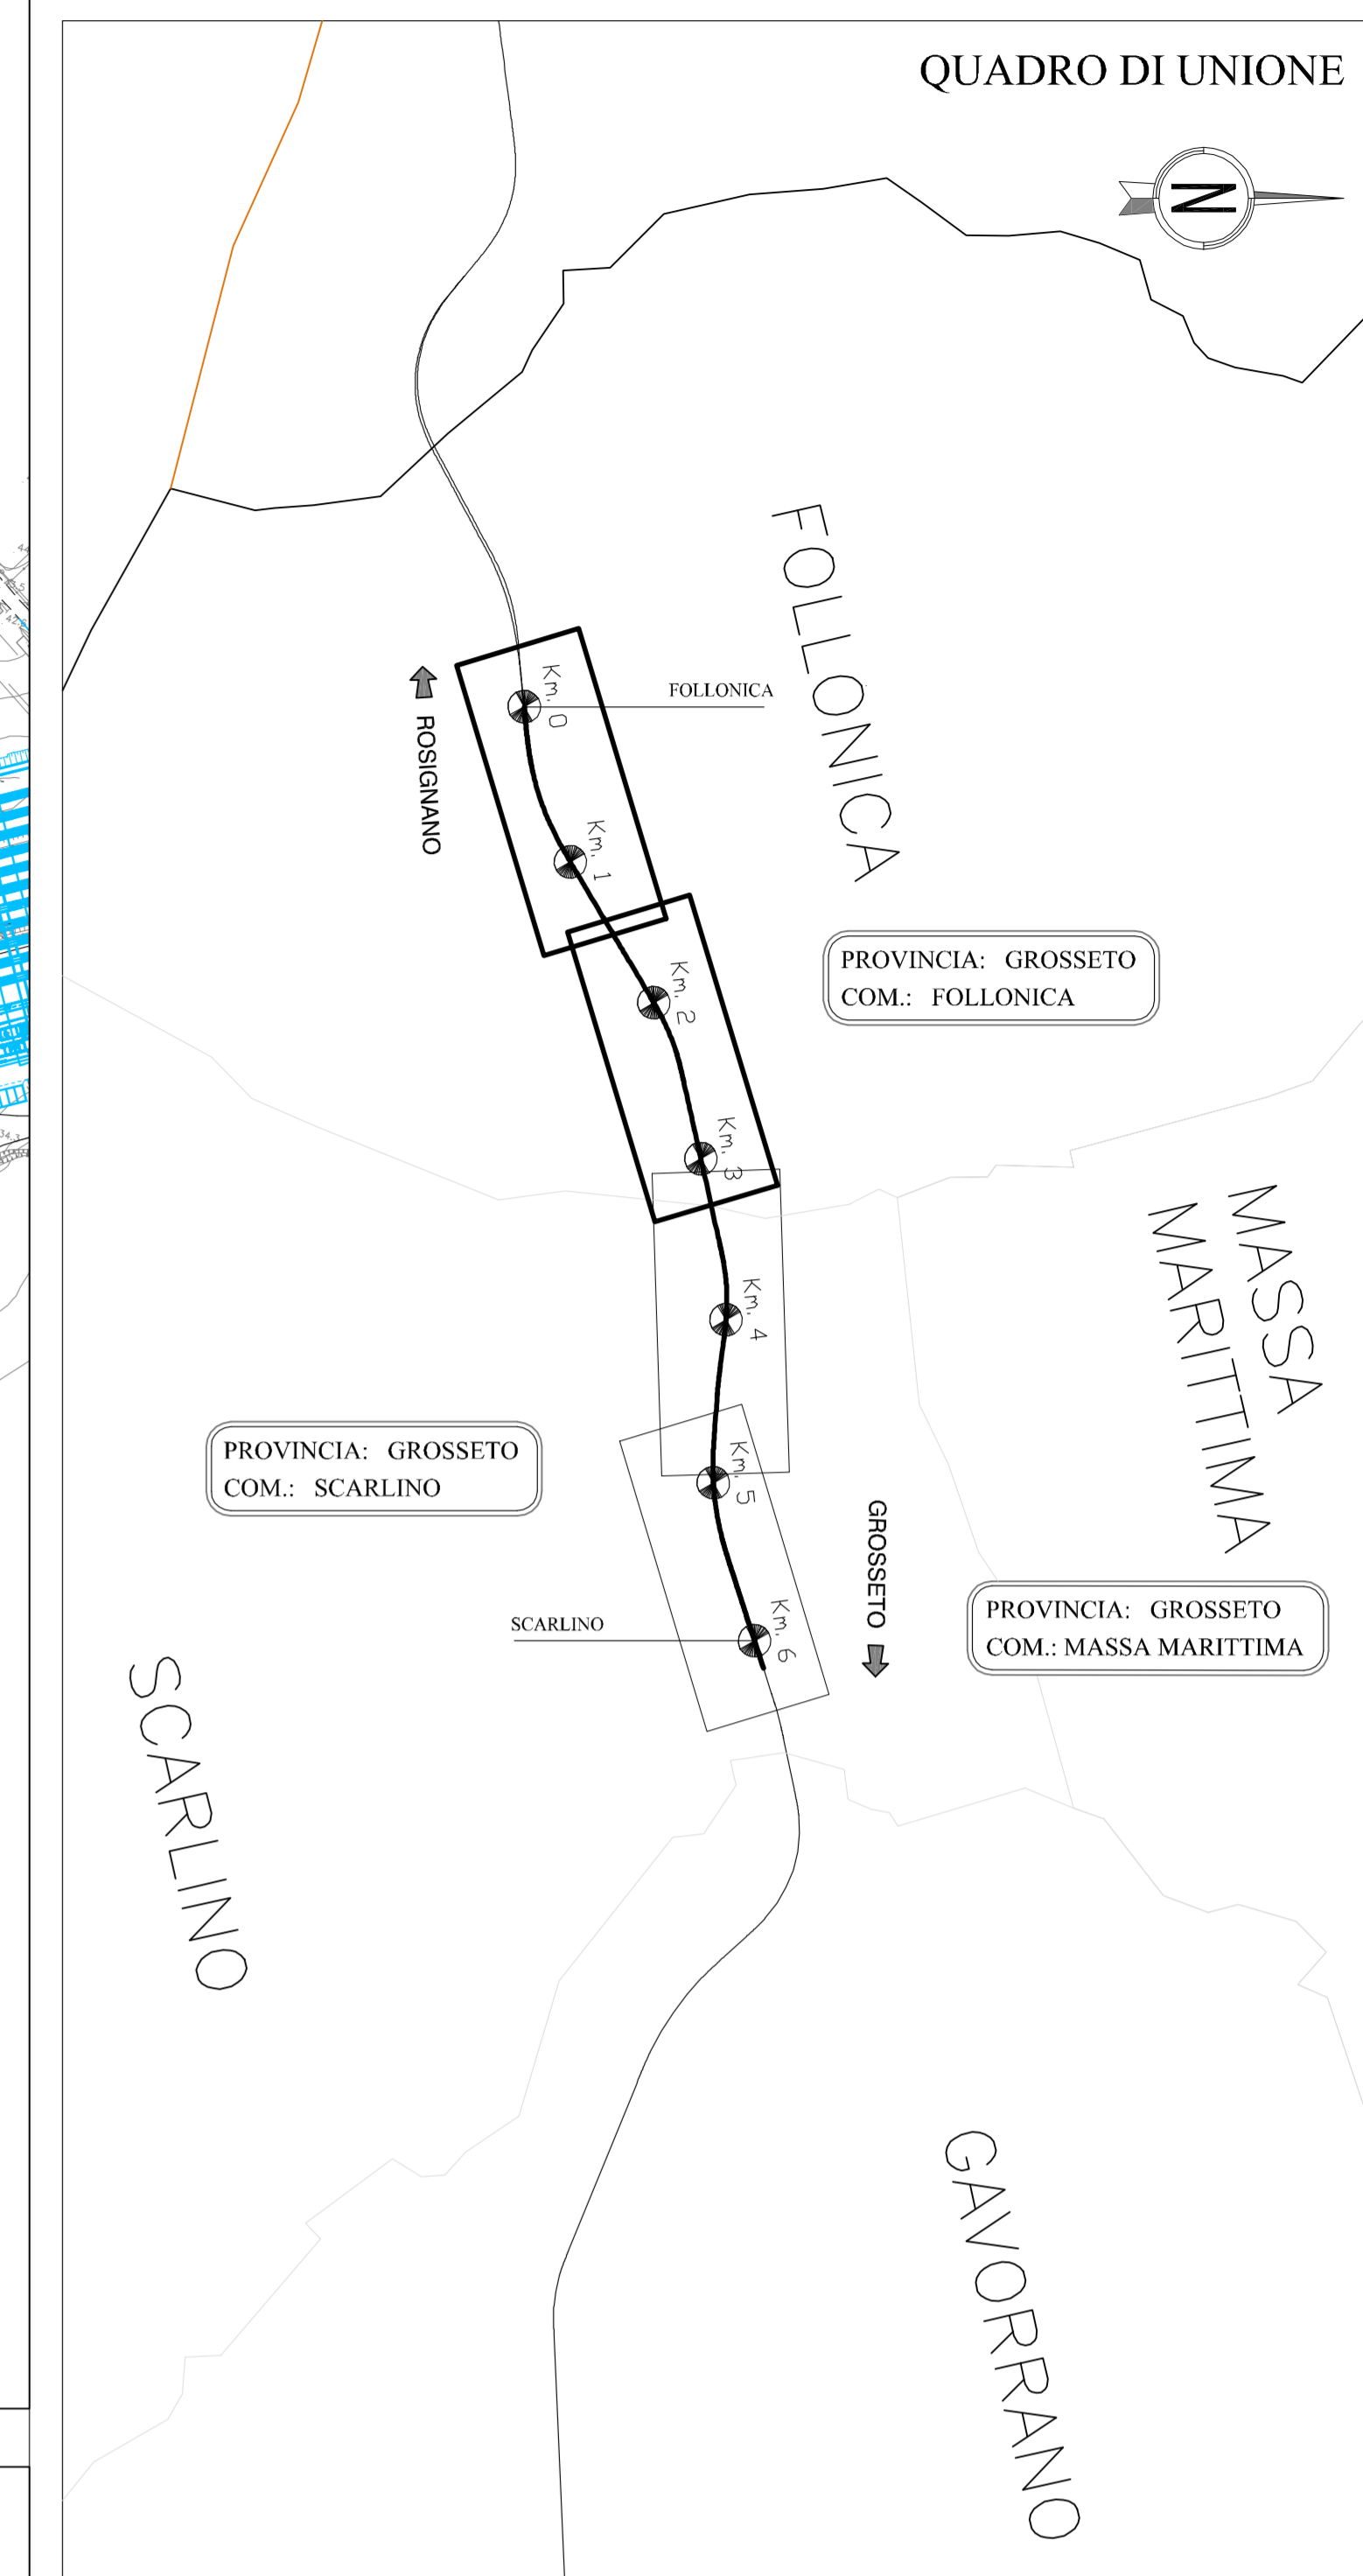 QUADRO DI UNIONE
N
FOLLONICA
Km. 0
FOLLONICA
ROSIGNANO
Km. 1
PROVINCIA: GROSSETO
COM.: FOLLONICA
Km. 2
Km. 3
MASSA
MARITTIMA
Km. 4
PROVINCIA: GROSSETO
COM.: SCARLINO
Km. 5
GROSSETO
PROVINCIA: GROSSETO
COM.: MASSA MARITTIMA
SCARLINO
Km. 6
SCARLINO
GAVORRANO
34.3